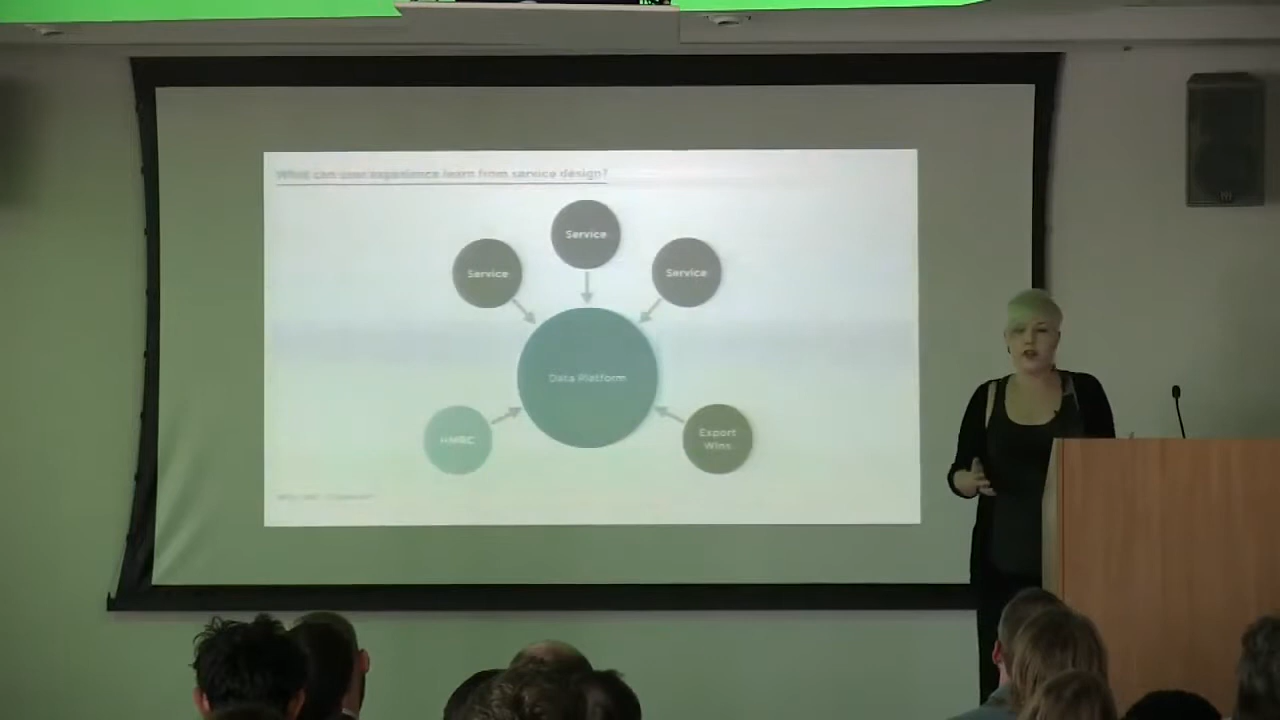 What can user experience learn from service design?
Service
Service
Service
Data Platform
HMRC
Export
Wins